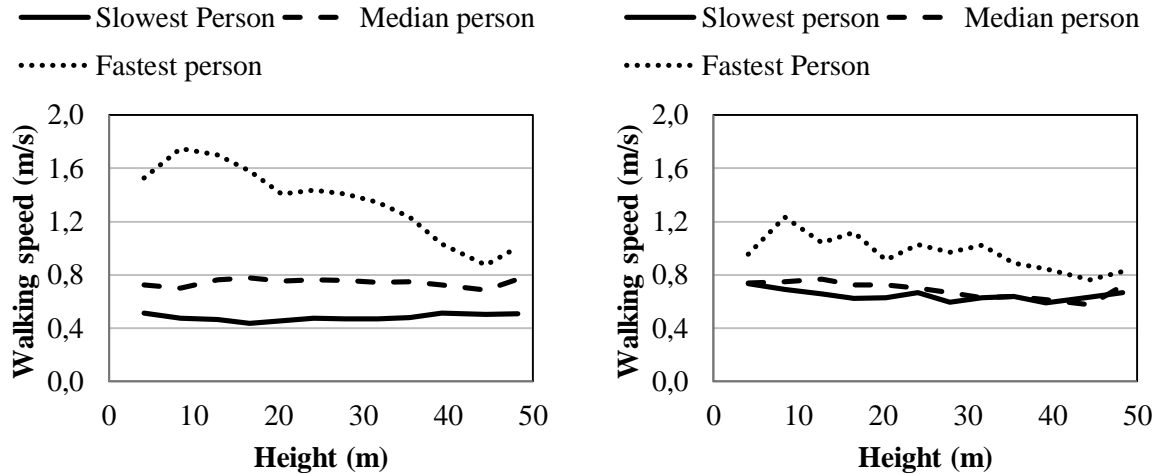 Slowest Person Median person
Fastest person
2,0
1,6
1,2
0,8
0,4
0,0
Walking speed (m/s)
0 10 20 30 40 50
Height (m)
Slowest Person Median person
Fastest Person
2,0
1,6
1,2
0,8
0,4
0,0
Walking speed (m/s)
0 10 20 30 40 50
Height (m)